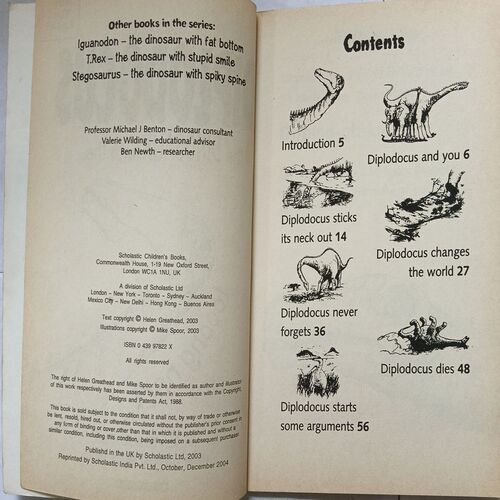 Other books in the series:
Iguanodon – the dinosaur with fat bottom
T.Rex – the dinosaur with stupid smile
Stegosaurus – the dinosaur with spiky spine
Professor Michael J Benton – dinosaur consultant
Valerie Wilding – educational advisor
Ben Newth – researcher
Scholastic Children's Books,
Commonwealth House, 1-19 New Oxford Street,
London WC1A 1NU, UK
A division of Scholastic Ltd
London – New York – Toronto – Sydney – Auckland
Mexico City – New Delhi – Hong Kong – Buenos Aires
Text copyright © Helen Greathead, 2003
Illustrations copyright © Mike Spoor, 2003
ISBN 0 439 97822 X
All rights reserved
The right of Helen Greathead and Mike Spoor to be identified as author and illustrator
of this work respectively has been asserted by them in accordance with the Copyright,
Designs and Patents Act, 1988.
This book is sold subject to the condition that it shall not, by way of trade or otherwise
be lent, resold, hired out, or otherwise circulated without the publisher's prior consent in
any form of binding or cover other than that in which it is published and without a
similar condition, including this condition, being imposed on a subsequent purchaser.
Publishd in the UK by Scholastic Ltd, 2003
Reprinted by Scholastic India Pvt. Ltd., October, December 2004
Contents
Introduction 5
Diplodocus and you 6
Diplodocus sticks
its neck out 14
Diplodocus changes
the world 27
Diplodocus never
forgets 36
Diplodocus dies 48
Diplodocus starts
some arguments 56